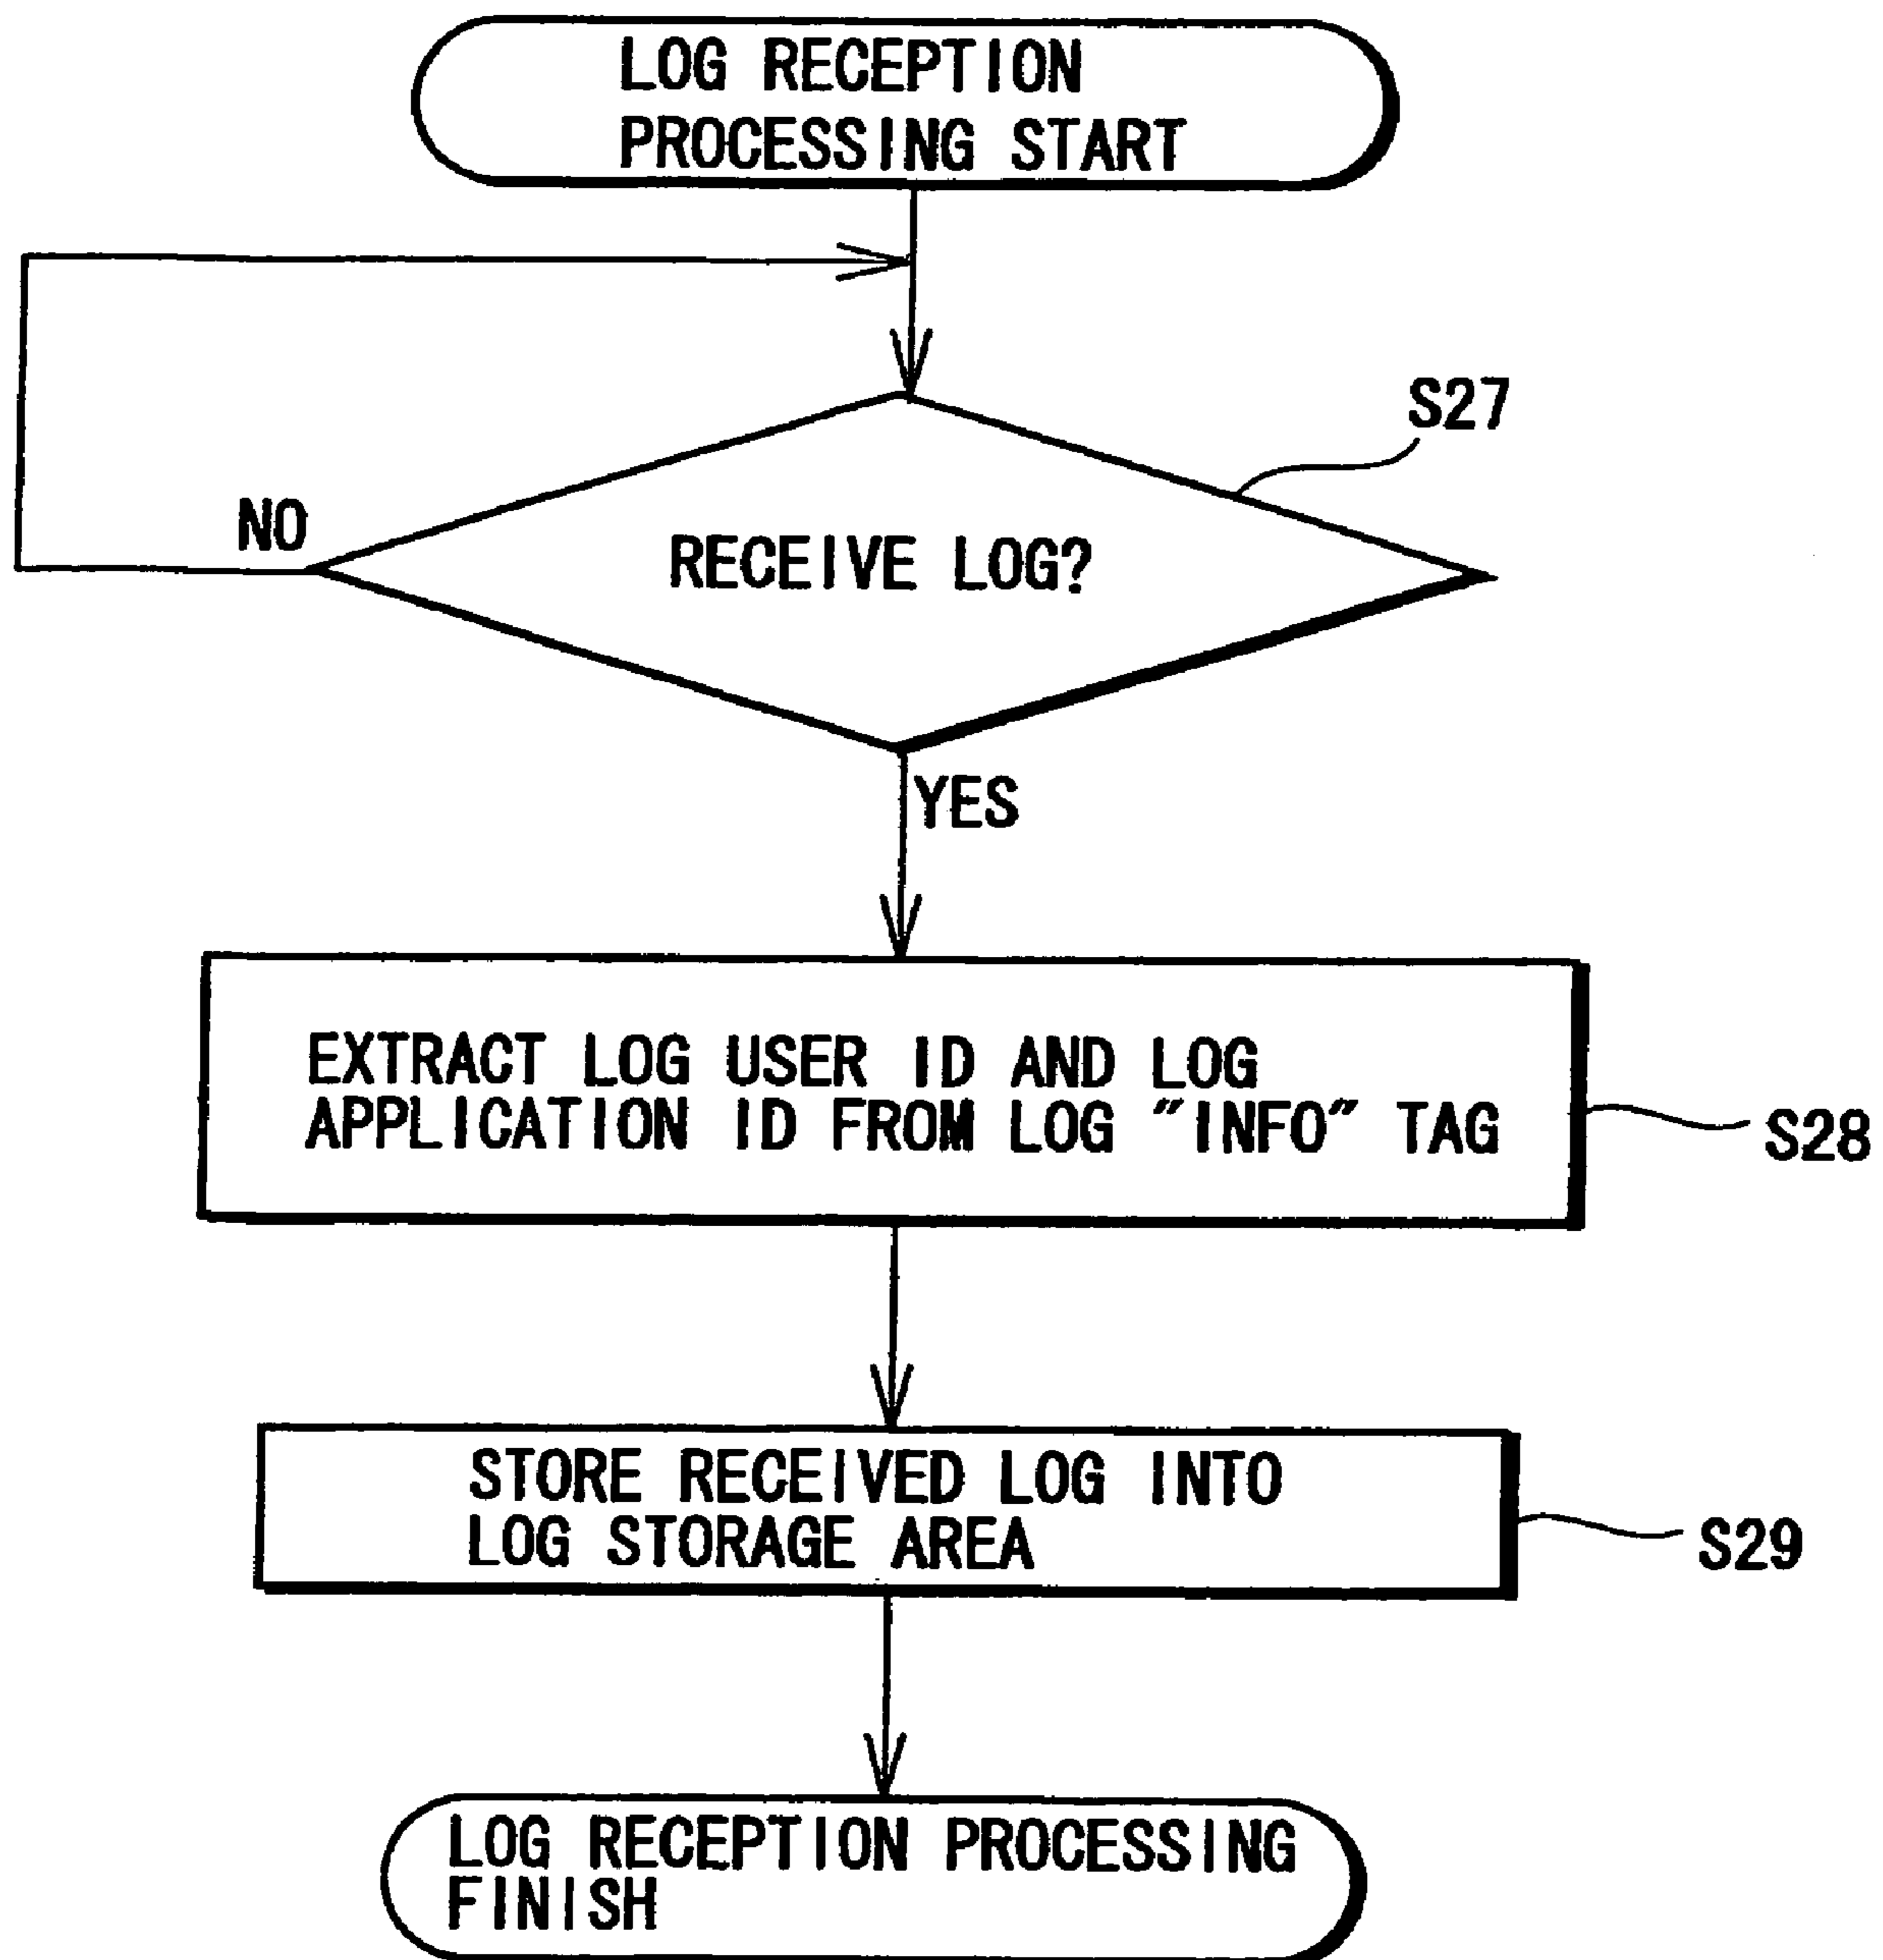 LOG RECEPTION
PROCESSING START
S27
NO
RECEIVE LOG?
YES
EXTRACT LOG USER ID AND LOG
APPLICATION ID FROM LOG "INFO" TAG
S28
STORE RECEIVED LOG INTO
LOG STORAGE AREA
S29
LOG RECEPTION PROCESSING
FINISH